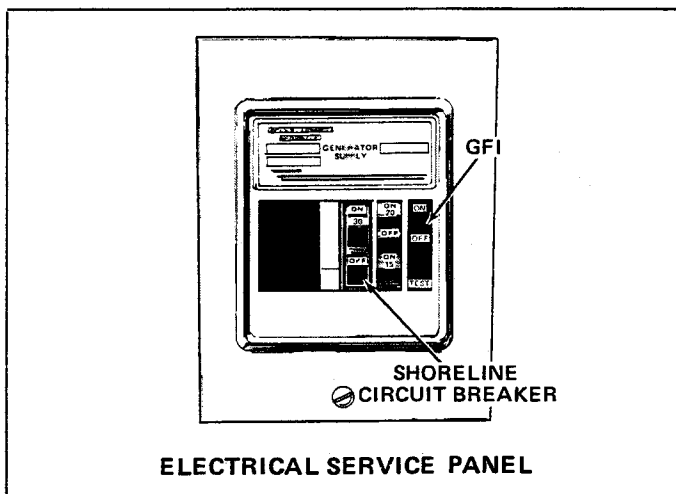 GENERATOR
SUPPLY
GFI
ON
30
OFF
ON
20
OFF
ON
15
ON
OFF
TEST
SHORELINE
CIRCUIT BREAKER
ELECTRICAL SERVICE PANEL